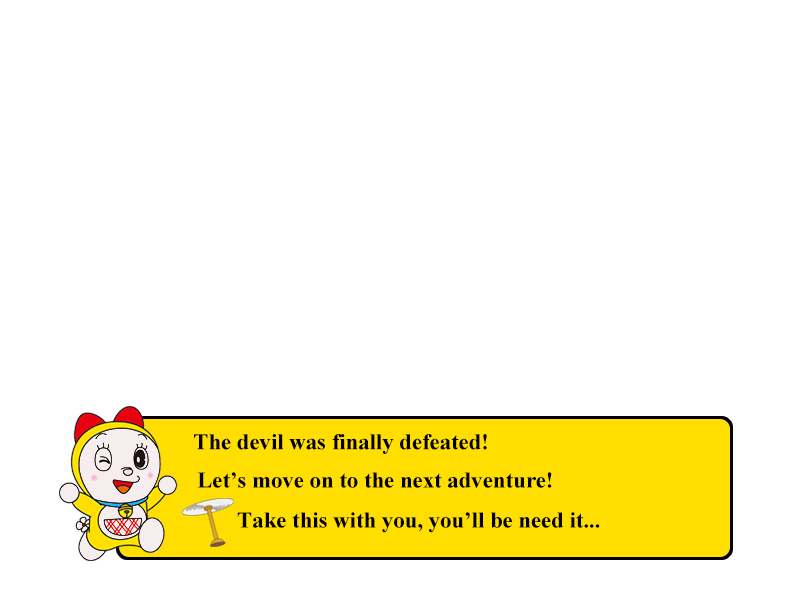 The devil was finally defeated!
Let’s move on to the next adventure!
Take this with you, you’ll be need it...